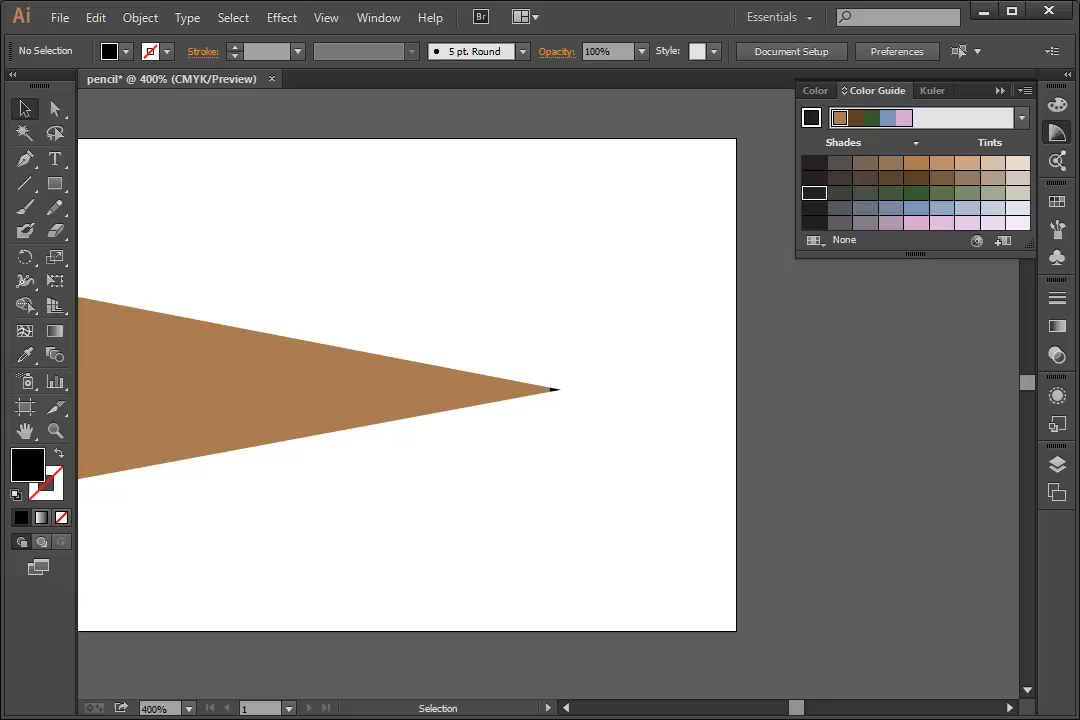 Ai File Edit Object Type Select Effect View Window Help Br Essentials
No Selection Stroke: 5 pt. Round Opacity: 100% Style: Document Setup Preferences
pencil* @ 400% (CMYK/Preview) ×
Color Color Guide Kuler
Shades Tints
None
T
400% 1 Selection